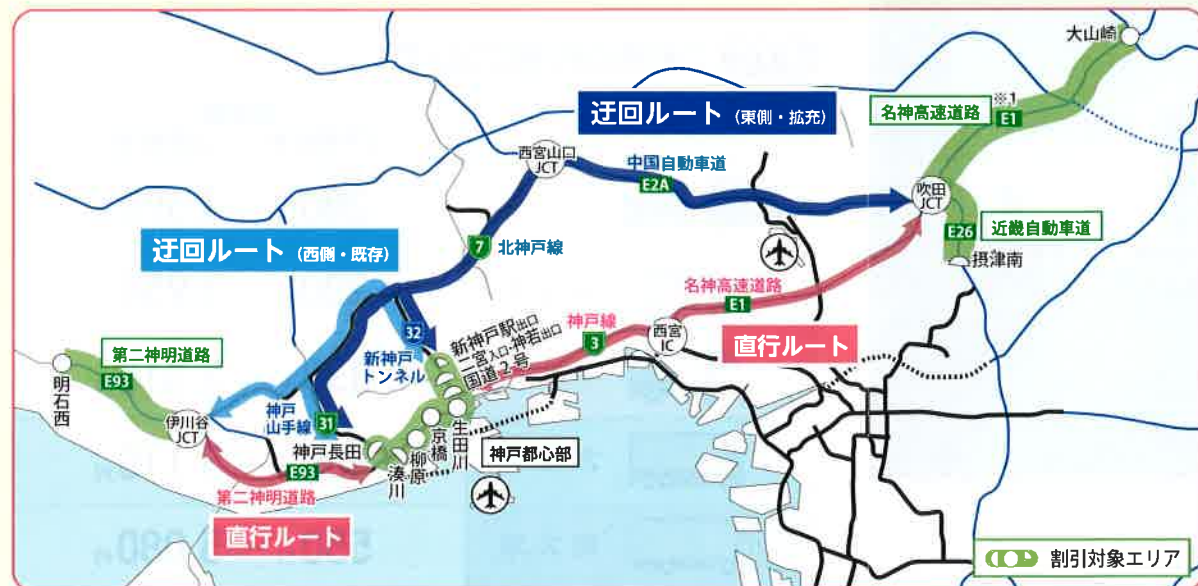 大山崎
※1
名神高速道路
E1
迂回ルート（東側・拡充）
西宮山口
JCT
中国自動車道
E2A
吹田
JCT
E26
近畿自動車道
摂津南
迂回ルート（西側・既存）
7
北神戸線
名神高速道路
E1
神戸線
3
西宮
IC
直行ルート
32
新神戸
トンネル
新神戸駅出口
二宮入口・神若出口
国道2号
第二神明道路
E93
明石西
伊川谷
JCT
神戸
山手線
31
神戸長田
湊川
柳原
京橋
生田川
神戸都心部
E93
第二神明道路
直行ルート
割引対象エリア